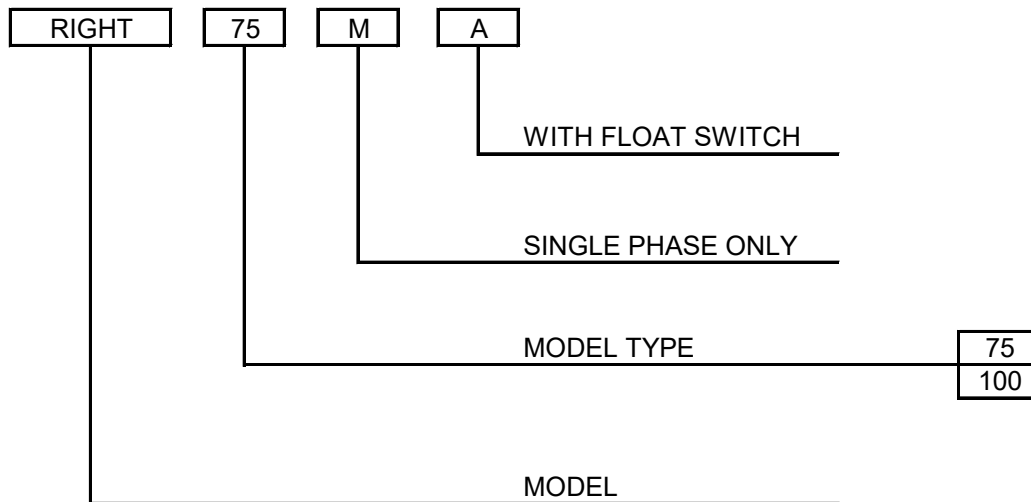 RIGHT 75 M A
WITH FLOAT SWITCH
SINGLE PHASE ONLY
MODEL TYPE 75
100
MODEL